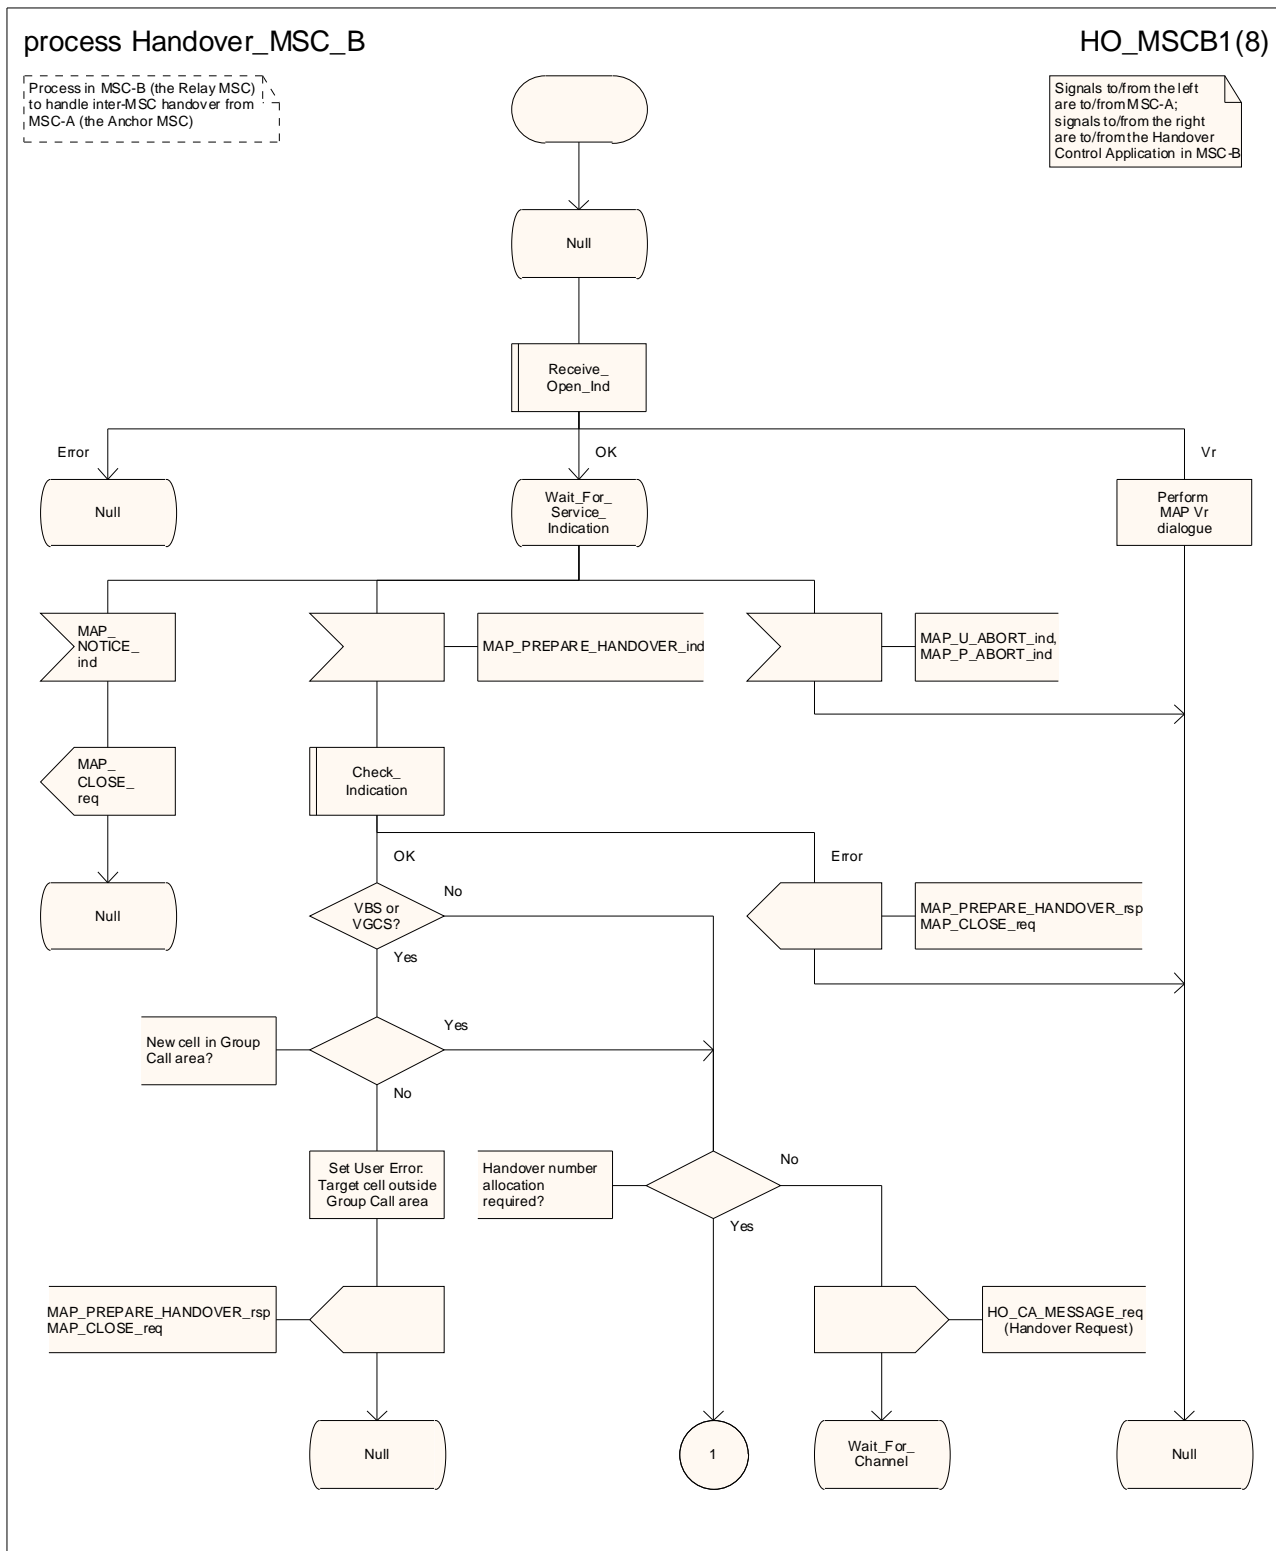 process Handover_MSC_B
HO_MSCB1(8)
Process in MSC-B (the Relay MSC)
to handle inter-MSC handover from
MSC-A (the Anchor MSC)
Signals to/from the left
are to/from MSC-A;
signals to/from the right
are to/from the Handover
Control Application in MSC-B
Null
Receive_
Open_Ind
Error
OK
Vr
Null
Wait_For_
Service_
Indication
Perform
MAP Vr
dialogue
MAP_
NOTICE_
ind
MAP_PREPARE_HANDOVER_ind
MAP_U_ABORT_ind,
MAP_P_ABORT_ind
MAP_
CLOSE_
req
Check_
Indication
OK
Error
Null
VBS or
VGCS?
No
Yes
MAP_PREPARE_HANDOVER_rsp
MAP_CLOSE_req
New cell in Group
Call area?
Yes
No
Set User Error:
Target cell outside
Group Call area
Handover number
allocation
required?
No
Yes
MAP_PREPARE_HANDOVER_rsp
MAP_CLOSE_req
HO_CA_MESSAGE_req
(Handover Request)
Null
1
Wait_For_
Channel
Null